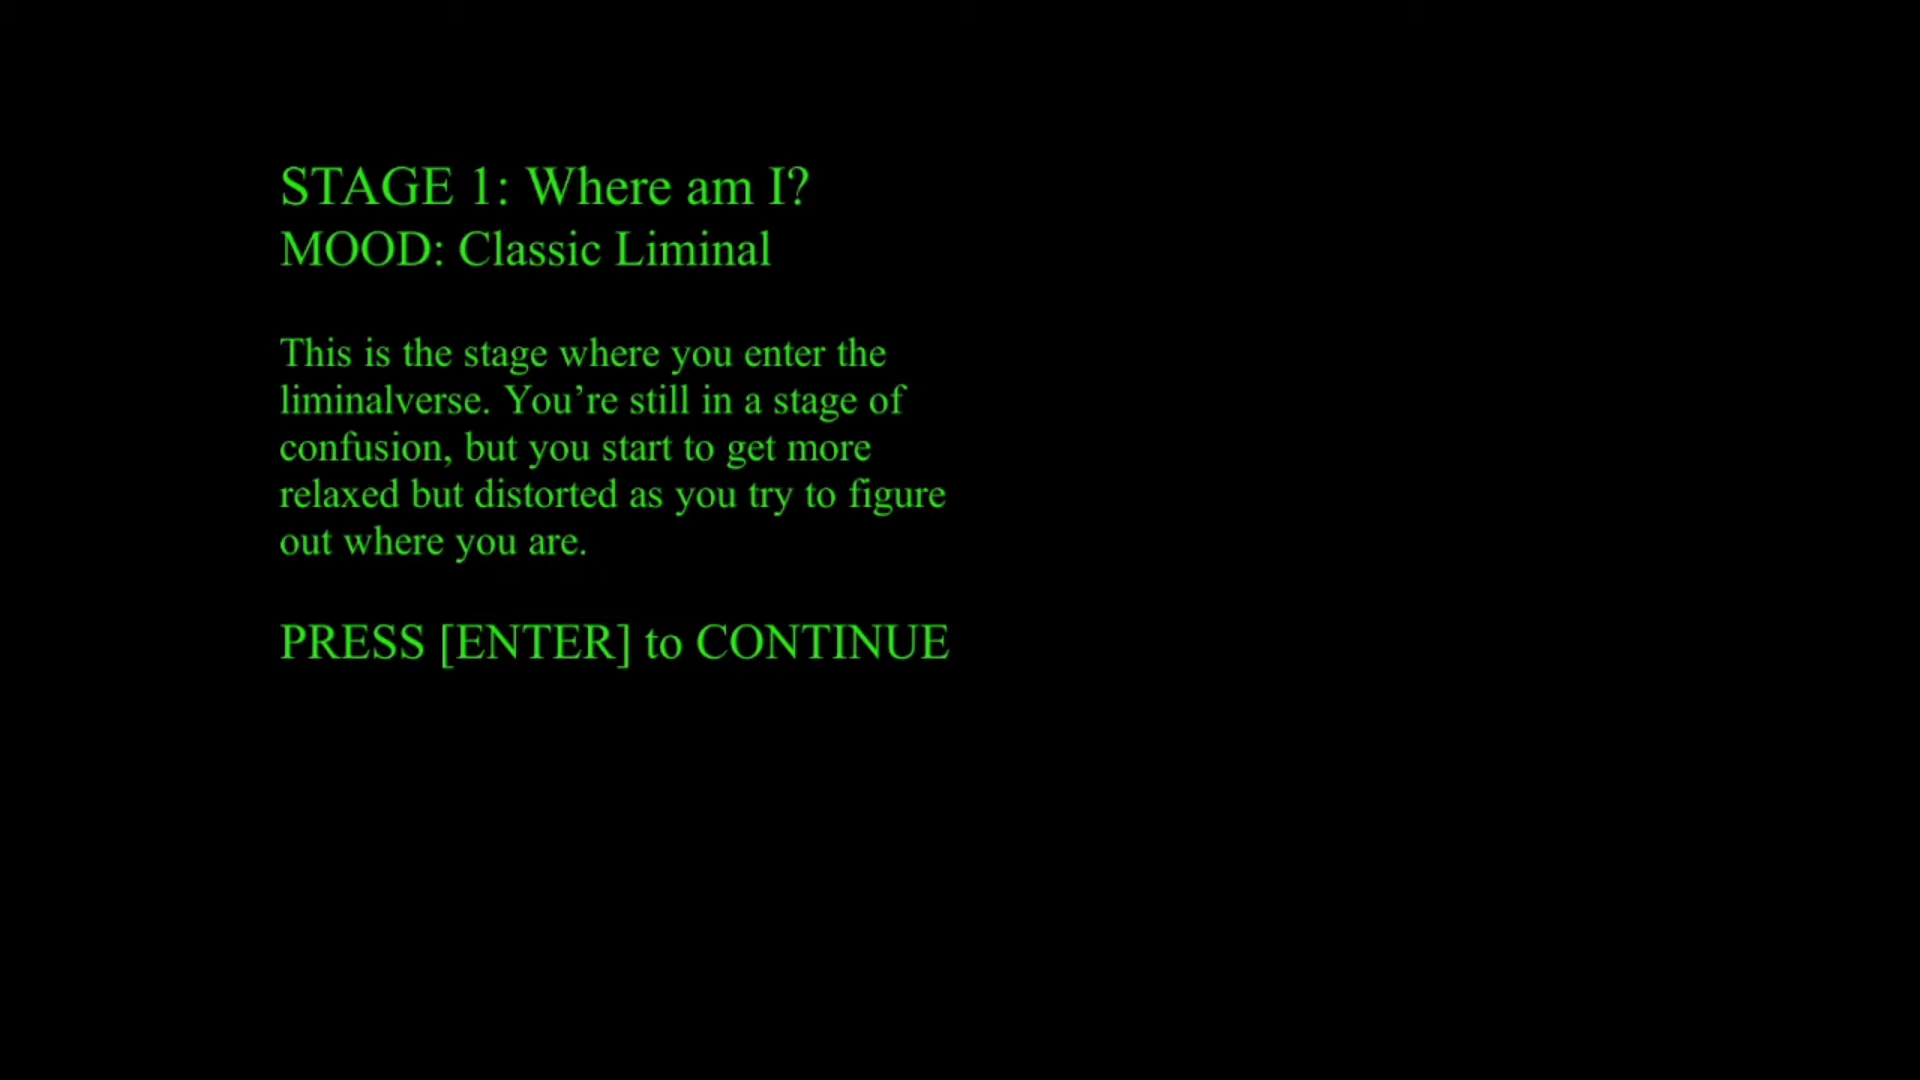 STAGE 1: Where am I?
MOOD: Classic Liminal
This is the stage where you enter the
liminalverse. You’re still in a stage of
confusion, but you start to get more
relaxed but distorted as you try to figure
out where you are.
PRESS [ENTER] to CONTINUE